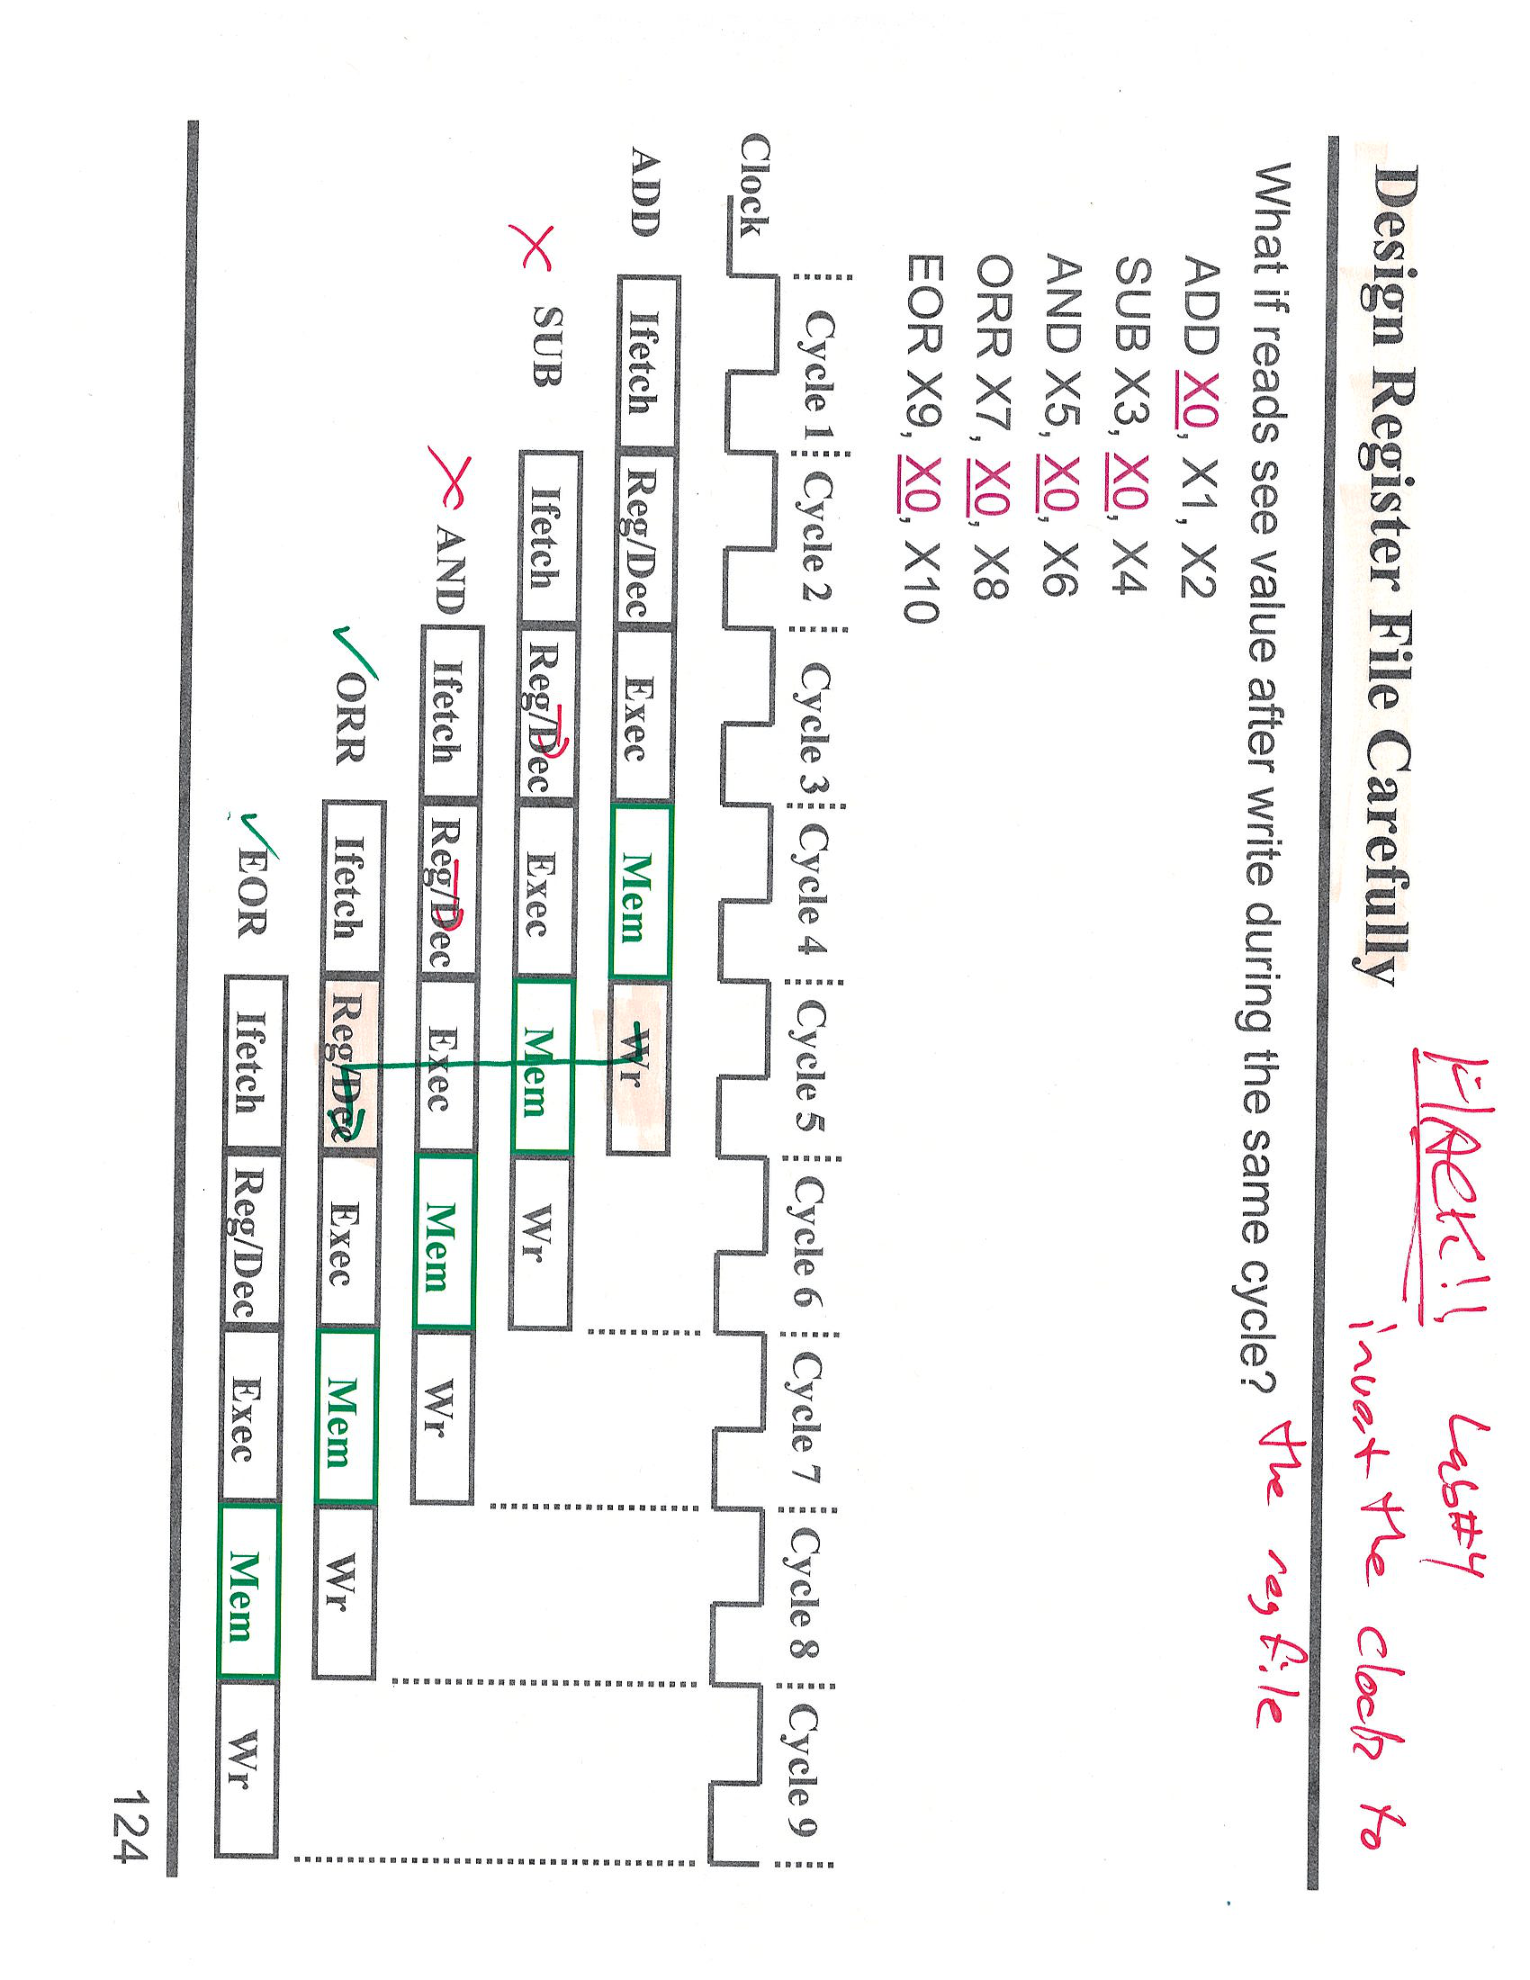 Design Register File Carefully
HACK!! Lab#4
invert the clock to
the regfile
What if reads see value after write during the same cycle?
ADD X0, X1, X2
SUB X3, X0, X4
AND X5, X0, X6
ORR X7, X0, X8
EOR X9, X0, X10
Cycle 1 Cycle 2 Cycle 3 Cycle 4 Cycle 5 Cycle 6 Cycle 7 Cycle 8 Cycle 9
Clock
ADD Ifetch Reg/Dec Exec Mem Wr
SUB Ifetch Reg/Dec Exec Mem Wr
AND Ifetch Reg/Dec Exec Mem Wr
ORR Ifetch Reg/Dec Exec Mem Wr
EOR Ifetch Reg/Dec Exec Mem Wr
124